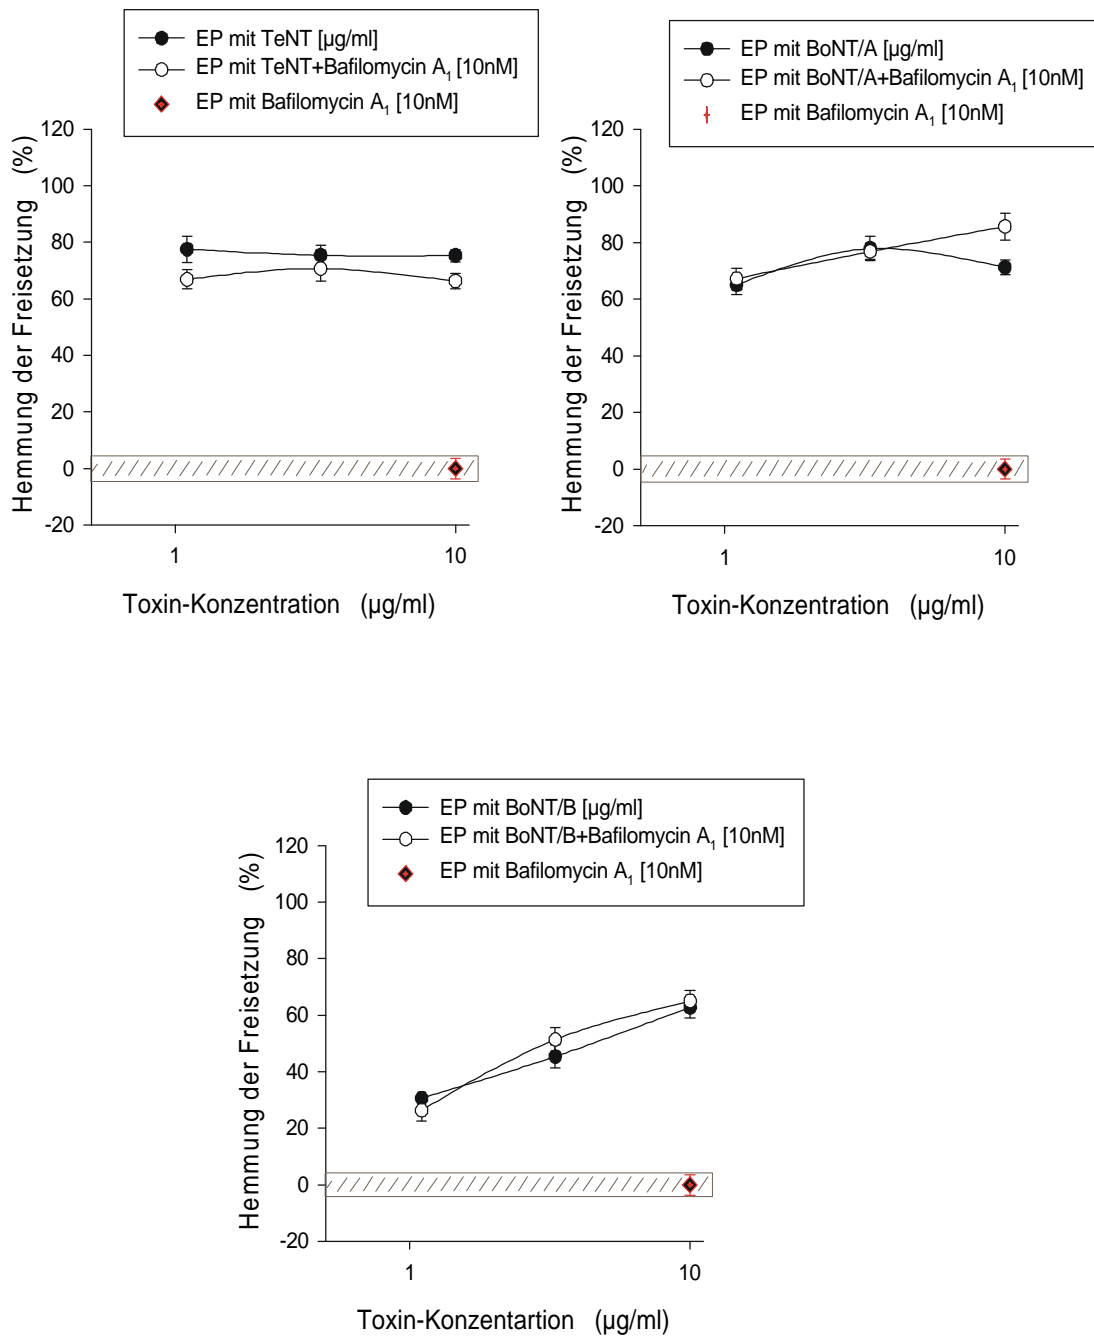 EP mit TeNT [µg/ml]
EP mit TeNT+Bafilomycin A₁ [10nM]
EP mit Bafilomycin A₁ [10nM]
120
100
80
60
40
20
0
-20
Hemmung der Freisetzung (%)
1
10
Toxin-Konzentration (µg/ml)
EP mit BoNT/A [µg/ml]
EP mit BoNT/A+Bafilomycin A₁ [10nM]
EP mit Bafilomycin A₁ [10nM]
120
100
80
60
40
20
0
-20
Hemmung der Freisetzung (%)
1
10
Toxin-Konzentration (µg/ml)
EP mit BoNT/B [µg/ml]
EP mit BoNT/B+Bafilomycin A₁ [10nM]
EP mit Bafilomycin A₁ [10nM]
120
100
80
60
40
20
0
-20
Hemmung der Freisetzung (%)
1
10
Toxin-Konzentartion (µg/ml)